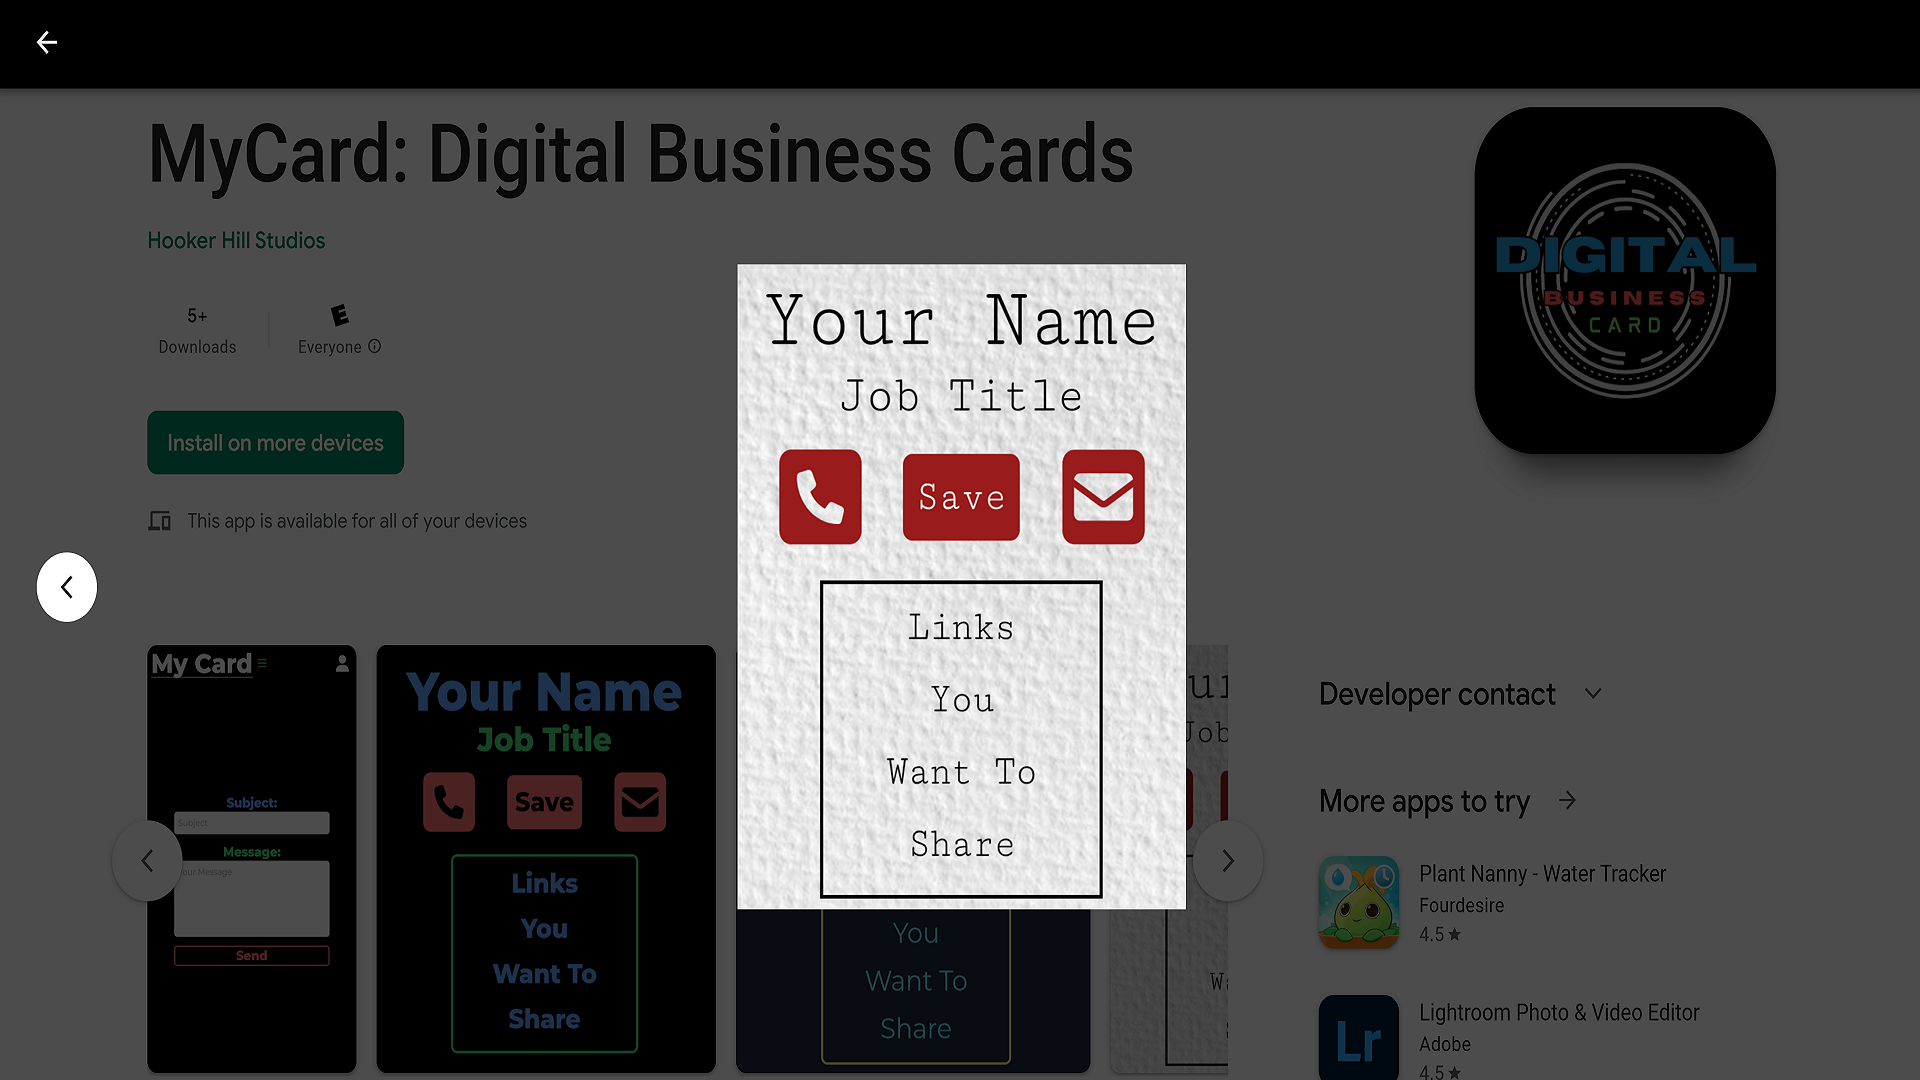 MyCard: Digital Business Cards
Hooker Hill Studios
5+
Downloads
E
Everyone
Install on more devices
This app is available for all of your devices
DIGITAL
BUSINESS
CARD
Your Name
Job Title
Save
Links
You
Want To
Share
My Card
Subject:
Subject
Message:
our Message
Send
Your Name
Job Title
Save
Links
You
Want To
Share
You
Want To
Share
Job
Developer contact
More apps to try
Plant Nanny - Water Tracker
Fourdesire
4.5★
Lr
Lightroom Photo & Video Editor
Adobe
4.5★